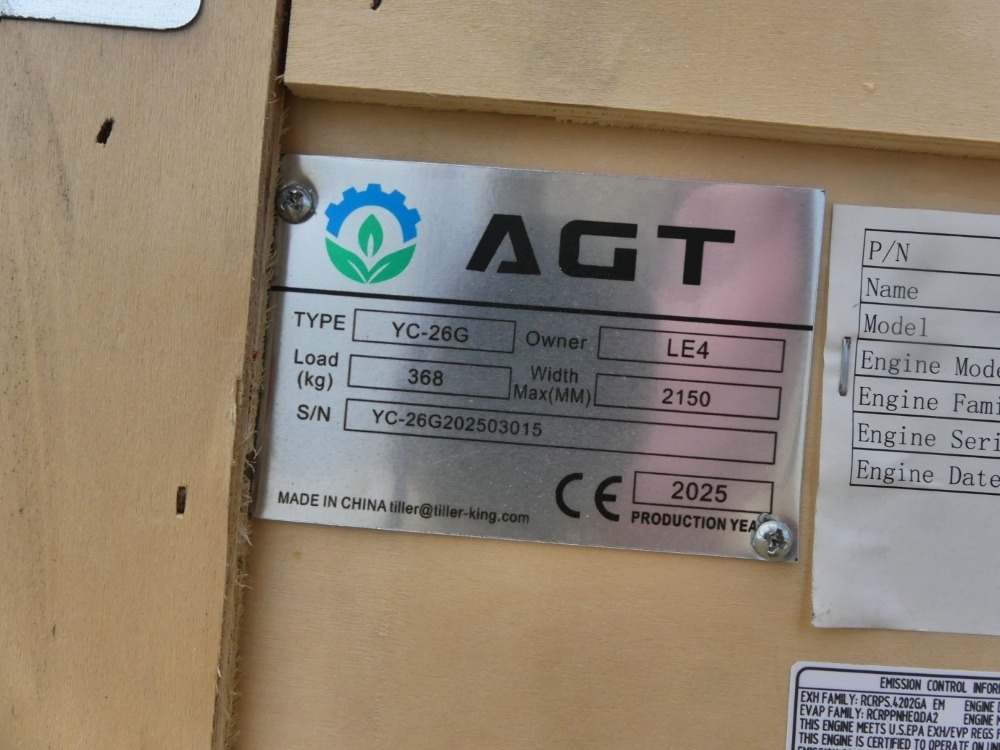 AGT
TYPE YC-26G Owner LE4
Load (kg) 368 Width Max(MM) 2150
S/N YC-26G202503015
MADE IN CHINA tiller@tiller-king.com CE 2025
PRODUCTION YEA
P/N
Name
Model
Engine Mode
Engine Fami
Engine Seri
Engine Date
EMISSION CONTROL INFOR
EXH FAMILY: RCRPS.4202GA EM ENGINE
EVAP FAMILY: RCRPPNHEQDA2 ENGINE
THIS ENGINE MEETS U.S.EPA EXH/EVP REGS
THIS ENGINE IS CERTIFIED TO OPERATE ON